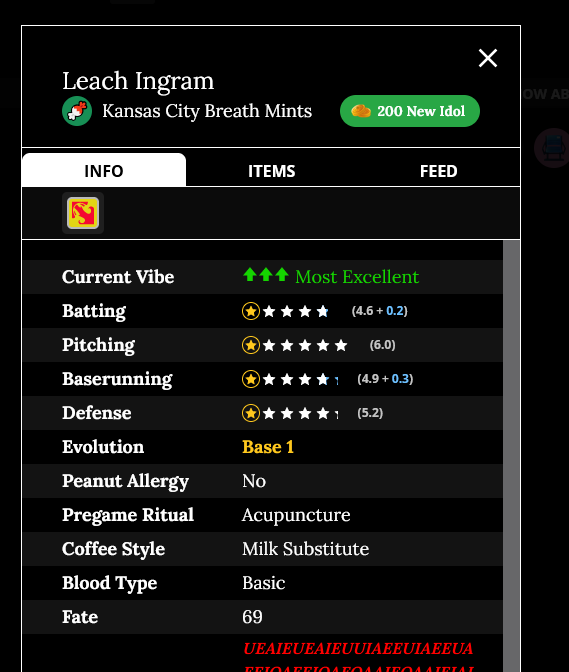 OW AB
Leach Ingram
Kansas City Breath Mints
200 New Idol
INFO ITEMS FEED
Current Vibe Most Excellent
Batting (4.6 + 0.2)
Pitching (6.0)
Baserunning (4.9 + 0.3)
Defense (5.2)
Evolution Base 1
Peanut Allergy No
Pregame Ritual Acupuncture
Coffee Style Milk Substitute
Blood Type Basic
Fate 69
UEAIEUEAIEUUIAEEUIAEEUA